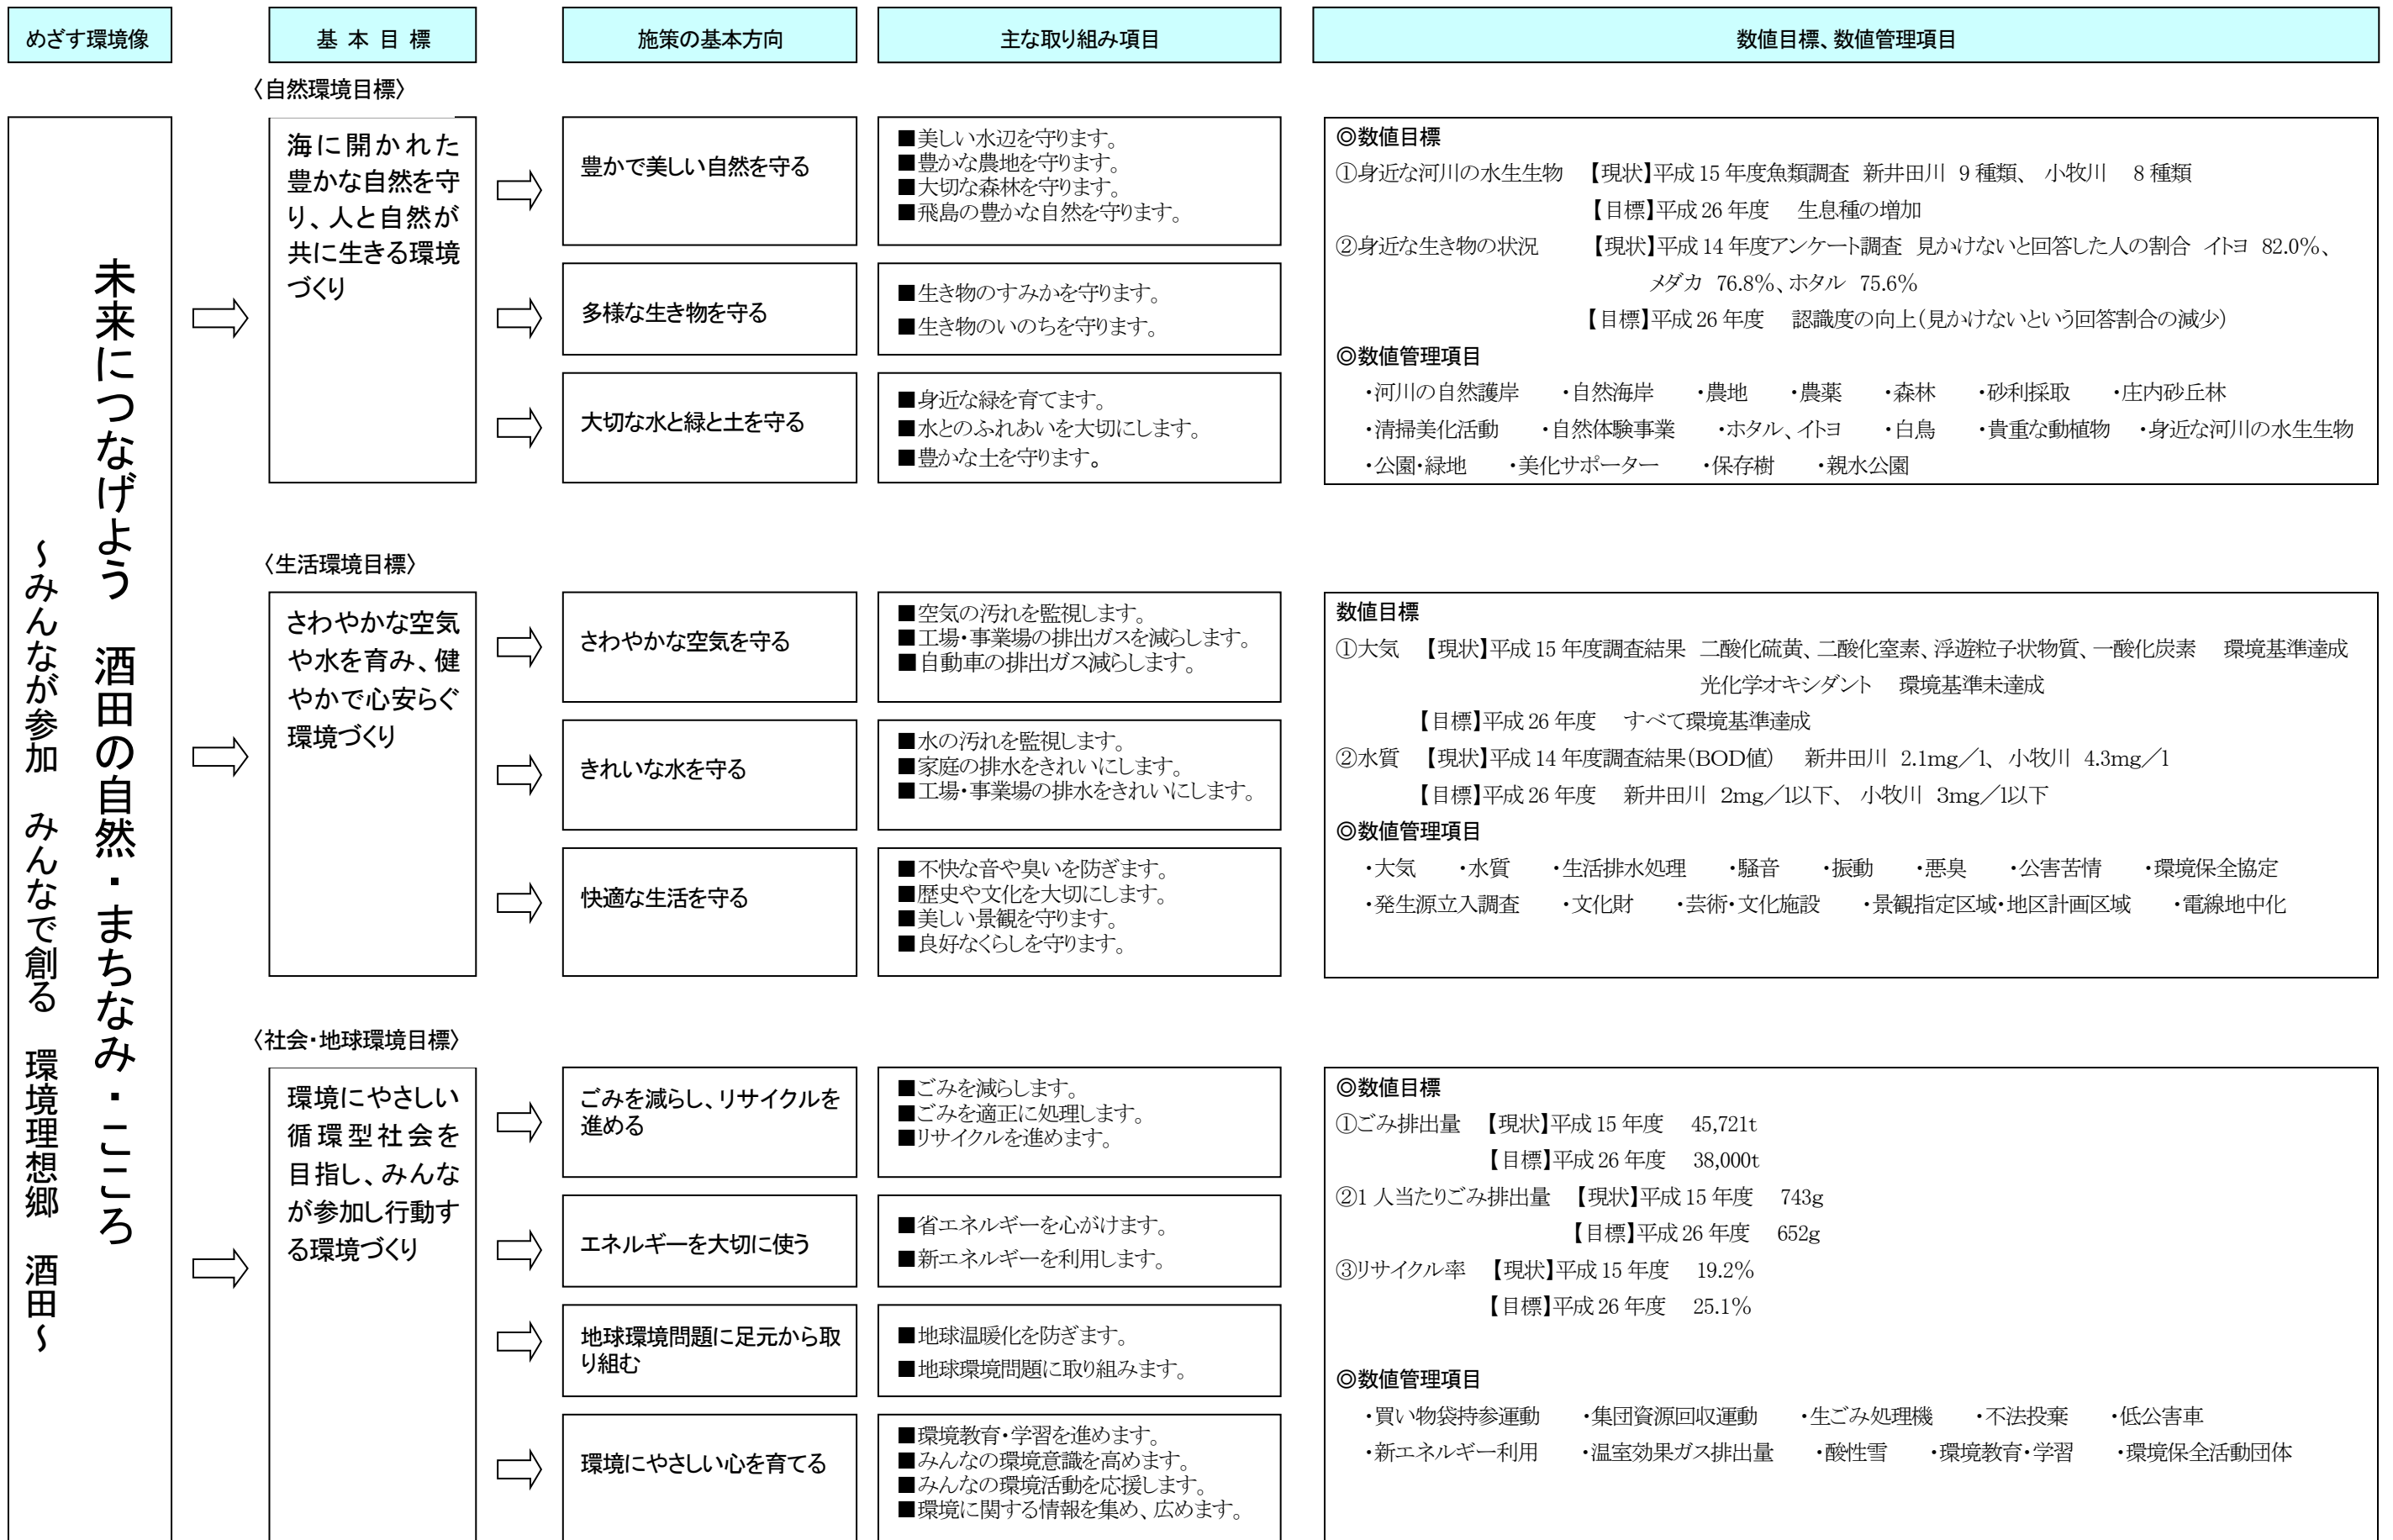 めざす環境像
基 本 目 標
施策の基本方向
主な取り組み項目
数値目標、数値管理項目
未来につなげよう 酒田の自然・まちなみ・こころ
～みんなが参加 みんなで創る 環境理想郷 酒田～
〈自然環境目標〉
海に開かれた
豊かな自然を守
り、人と自然が
共に生きる環境
づくり
豊かで美しい自然を守る
■美しい水辺を守ります。
■豊かな農地を守ります。
■大切な森林を守ります。
■飛島の豊かな自然を守ります。
多様な生き物を守る
■生き物のすみかを守ります。
■生き物のいのちを守ります。
大切な水と緑と土を守る
■身近な緑を育てます。
■水とのふれあいを大切にします。
■豊かな土を守ります。
◎数値目標
①身近な河川の水生生物 【現状】平成 15 年度魚類調査 新井田川 9 種類、 小牧川 8 種類
【目標】平成 26 年度 生息種の増加
②身近な生き物の状況 【現状】平成 14 年度アンケート調査 見かけないと回答した人の割合 イトヨ 82.0%、
メダカ 76.8%、ホタル 75.6%
【目標】平成 26 年度 認識度の向上(見かけないという回答割合の減少)
◎数値管理項目
・河川の自然護岸 ・自然海岸 ・農地 ・農薬 ・森林 ・砂利採取 ・庄内砂丘林
・清掃美化活動 ・自然体験事業 ・ホタル、イトヨ ・白鳥 ・貴重な動植物 ・身近な河川の水生生物
・公園・緑地 ・美化サポーター ・保存樹 ・親水公園
〈生活環境目標〉
さわやかな空気
や水を育み、健
やかで心安らぐ
環境づくり
さわやかな空気を守る
■空気の汚れを監視します。
■工場・事業場の排出ガスを減らします。
■自動車の排出ガス減らします。
きれいな水を守る
■水の汚れを監視します。
■家庭の排水をきれいにします。
■工場・事業場の排水をきれいにします。
快適な生活を守る
■不快な音や臭いを防ぎます。
■歴史や文化を大切にします。
■美しい景観を守ります。
■良好なくらしを守ります。
数値目標
①大気 【現状】平成 15 年度調査結果 二酸化硫黄、二酸化窒素、浮遊粒子状物質、一酸化炭素 環境基準達成
光化学オキシダント 環境基準未達成
【目標】平成 26 年度 すべて環境基準達成
②水質 【現状】平成 14 年度調査結果(BOD値) 新井田川 2.1mg/l、 小牧川 4.3mg/l
【目標】平成 26 年度 新井田川 2mg/l以下、 小牧川 3mg/l以下
◎数値管理項目
・大気 ・水質 ・生活排水処理 ・騒音 ・振動 ・悪臭 ・公害苦情 ・環境保全協定
・発生源立入調査 ・文化財 ・芸術・文化施設 ・景観指定区域・地区計画区域 ・電線地中化
〈社会・地球環境目標〉
環境にやさしい
循環型社会を
目指し、みんな
が参加し行動す
る環境づくり
ごみを減らし、リサイクルを
進める
■ごみを減らします。
■ごみを適正に処理します。
■リサイクルを進めます。
エネルギーを大切に使う
■省エネルギーを心がけます。
■新エネルギーを利用します。
地球環境問題に足元から取
り組む
■地球温暖化を防ぎます。
■地球環境問題に取り組みます。
環境にやさしい心を育てる
■環境教育・学習を進めます。
■みんなの環境意識を高めます。
■みんなの環境活動を応援します。
■環境に関する情報を集め、広めます。
◎数値目標
①ごみ排出量 【現状】平成 15 年度 45,721t
【目標】平成 26 年度 38,000t
②1 人当たりごみ排出量 【現状】平成 15 年度 743g
【目標】平成 26 年度 652g
③リサイクル率 【現状】平成 15 年度 19.2%
【目標】平成 26 年度 25.1%
◎数値管理項目
・買い物袋持参運動 ・集団資源回収運動 ・生ごみ処理機 ・不法投棄 ・低公害車
・新エネルギー利用 ・温室効果ガス排出量 ・酸性雪 ・環境教育・学習 ・環境保全活動団体